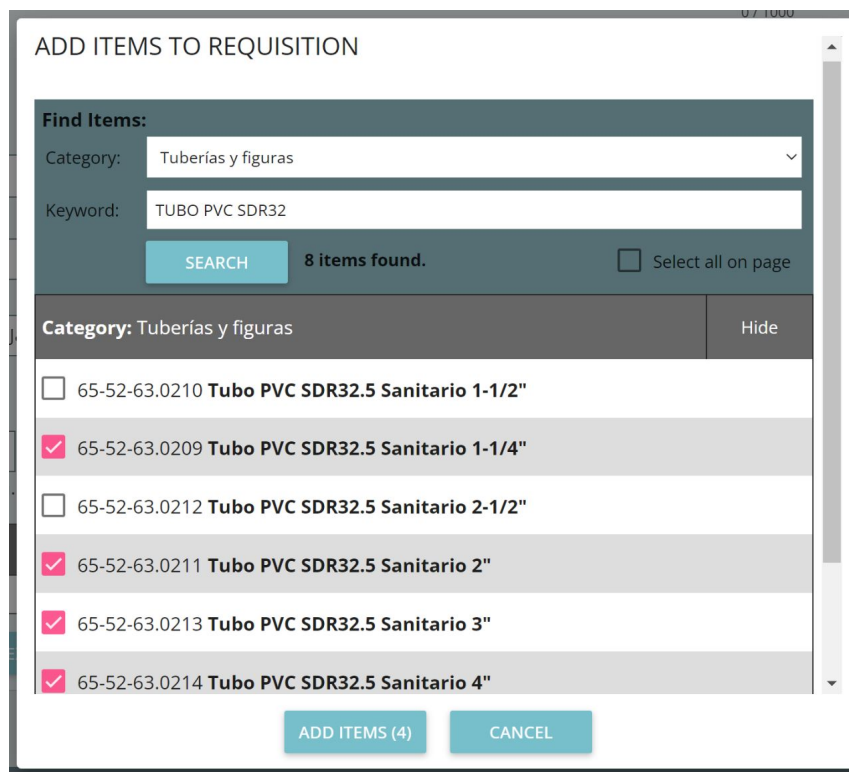 0 / 1000
ADD ITEMS TO REQUISITION
Find Items:
Category: Tuberías y figuras
Keyword: TUBO PVC SDR32
SEARCH 8 items found. Select all on page
Category: Tuberías y figuras Hide
65-52-63.0210 Tubo PVC SDR32.5 Sanitario 1-1/2"
65-52-63.0209 Tubo PVC SDR32.5 Sanitario 1-1/4"
65-52-63.0212 Tubo PVC SDR32.5 Sanitario 2-1/2"
65-52-63.0211 Tubo PVC SDR32.5 Sanitario 2"
65-52-63.0213 Tubo PVC SDR32.5 Sanitario 3"
65-52-63.0214 Tubo PVC SDR32.5 Sanitario 4"
ADD ITEMS (4) CANCEL